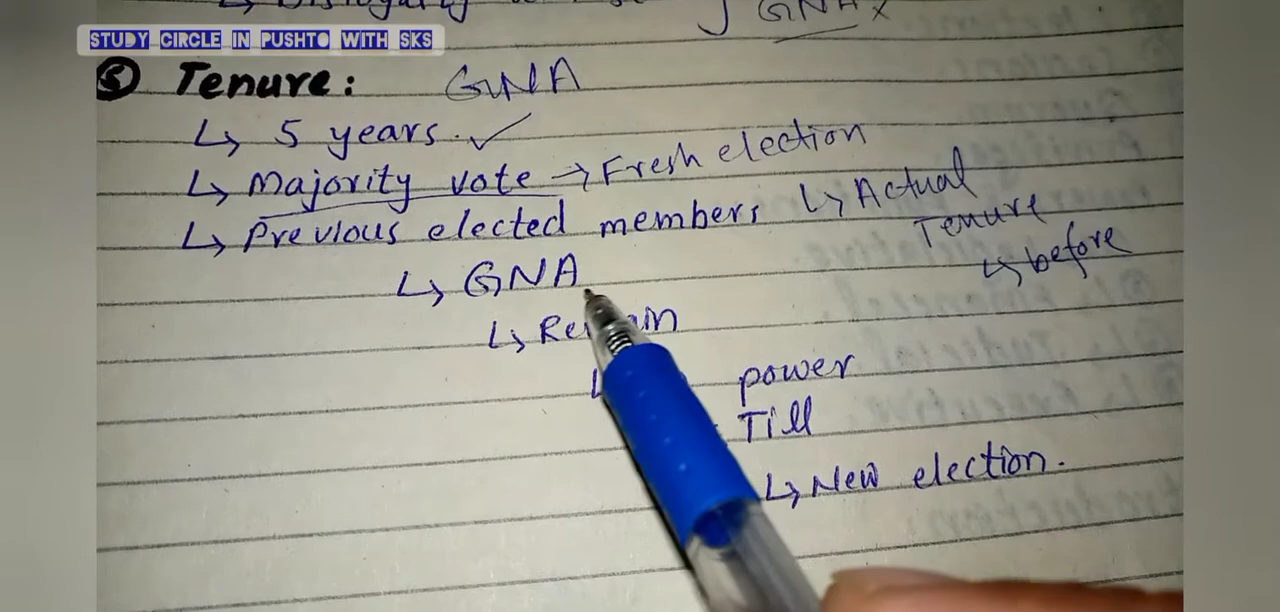 GNA x
STUDY CIRCLE IN PUSHTO WITH SKS
5 Tenure: GNA
↳ 5 years. ✓
↳ Majority vote → Fresh election
↳ Previous elected members ↳ Actual
Tenure
↳ before
↳ GNA
↳
↳ power
Till
↳ New election.